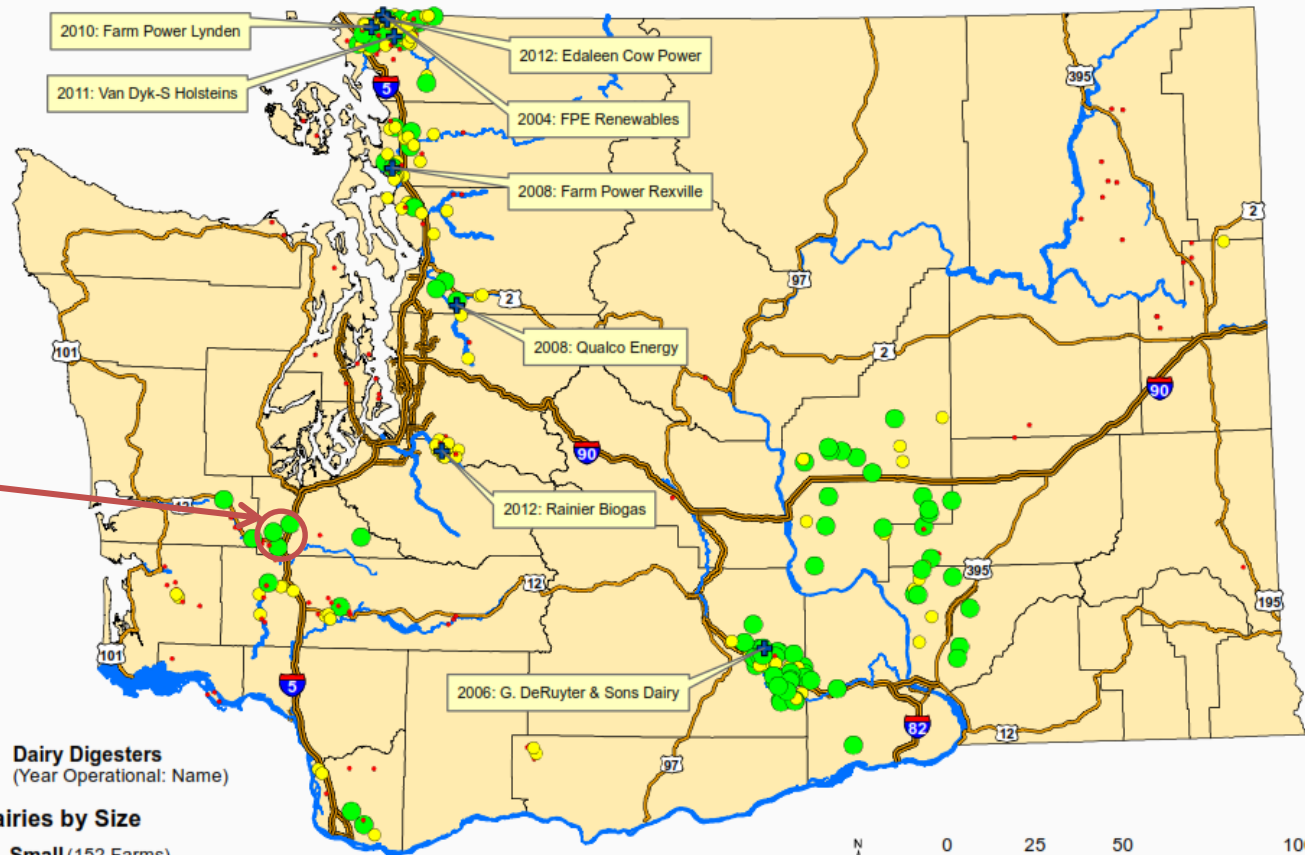 2010: Farm Power Lynden
2012: Edaleen Cow Power
2011: Van Dyk-S Holsteins
2004: FPE Renewables
2008: Farm Power Rexville
2008: Qualco Energy
2012: Rainier Biogas
2006: G. DeRuyter & Sons Dairy
5
395
2
97
2
101
2
90
90
12
12
395
195
101
5
82
12
97
Dairy Digesters
(Year Operational: Name)
airies by Size
Small (152 Farms)
N
0 25 50 10